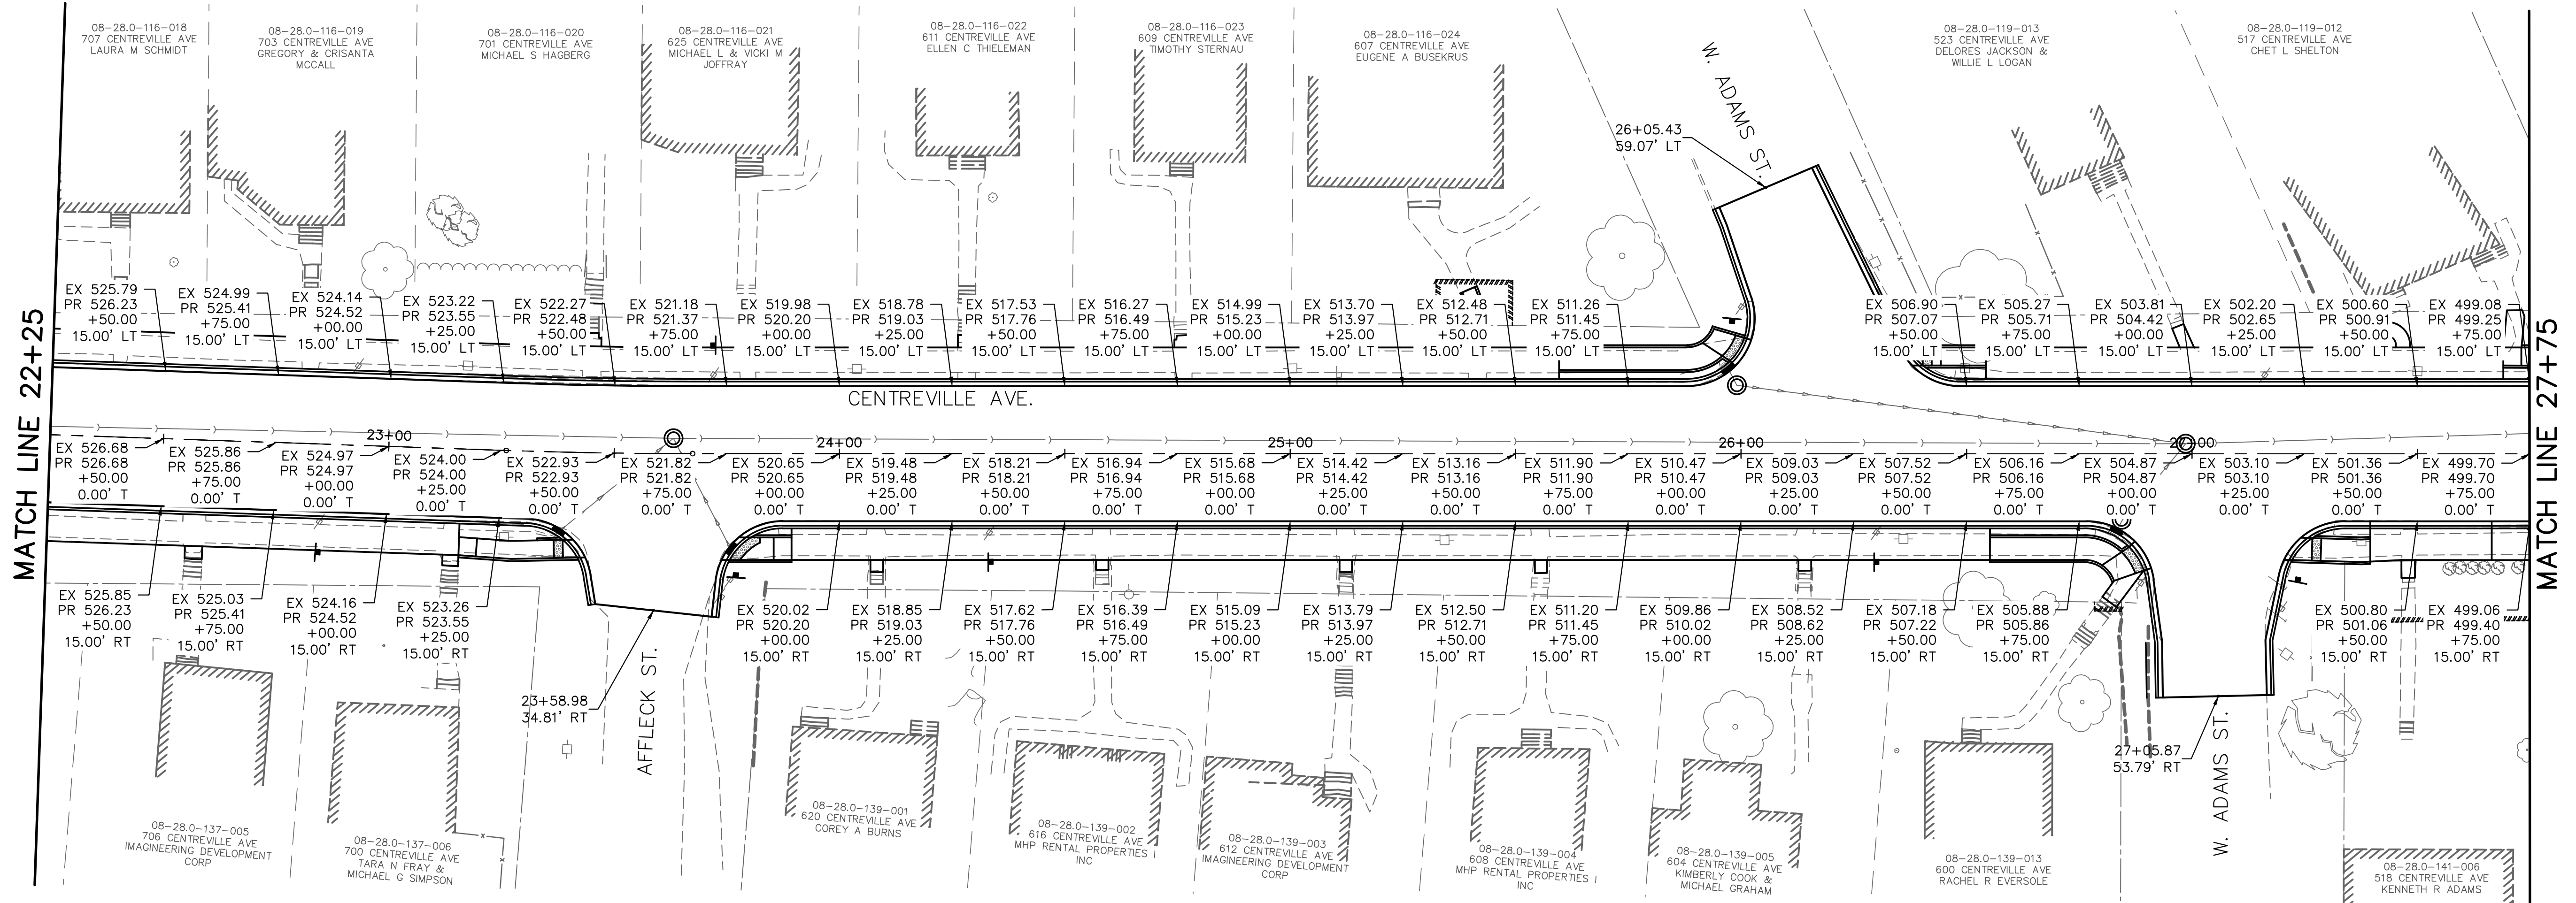 08-28.0-116-018
707 CENTREVILLE AVE
LAURA M SCHMIDT
08-28.0-116-019
703 CENTREVILLE AVE
GREGORY & CRISANTA
MCCALL
08-28.0-116-020
701 CENTREVILLE AVE
MICHAEL S HAGBERG
08-28.0-116-021
625 CENTREVILLE AVE
MICHAEL L & VICKI M
JOFFRAY
08-28.0-116-022
611 CENTREVILLE AVE
ELLEN C THIELEMAN
08-28.0-116-023
609 CENTREVILLE AVE
TIMOTHY STERNAU
08-28.0-116-024
607 CENTREVILLE AVE
EUGENE A BUSEKRUS
W. ADAMS ST.
08-28.0-119-013
523 CENTREVILLE AVE
DELORES JACKSON &
WILLIE L LOGAN
08-28.0-119-012
517 CENTREVILLE AVE
CHET L SHELTON
26+05.43
59.07' LT
MATCH LINE 22+25
EX 525.79
PR 526.23
+50.00
15.00' LT
EX 524.99
PR 525.41
+75.00
15.00' LT
EX 524.14
PR 524.52
+00.00
15.00' LT
EX 523.22
PR 523.55
+25.00
15.00' LT
EX 522.27
PR 522.48
+50.00
15.00' LT
EX 521.18
PR 521.37
+75.00
15.00' LT
EX 519.98
PR 520.20
+00.00
15.00' LT
EX 518.78
PR 519.03
+25.00
15.00' LT
EX 517.53
PR 517.76
+50.00
15.00' LT
EX 516.27
PR 516.49
+75.00
15.00' LT
EX 514.99
PR 515.23
+00.00
15.00' LT
EX 513.70
PR 513.97
+25.00
15.00' LT
EX 512.48
PR 512.71
+50.00
15.00' LT
EX 511.26
PR 511.45
+75.00
15.00' LT
EX 506.90
PR 507.07
+50.00
15.00' LT
EX 505.27
PR 505.71
+75.00
15.00' LT
EX 503.81
PR 504.42
+00.00
15.00' LT
EX 502.20
PR 502.65
+25.00
15.00' LT
EX 500.60
PR 500.91
+50.00
15.00' LT
EX 499.08
PR 499.25
+75.00
15.00' LT
MATCH LINE 27+75
CENTREVILLE AVE.
23+00
24+00
25+00
26+00
27+00
EX 526.68
PR 526.68
+50.00
0.00' T
EX 525.86
PR 525.86
+75.00
0.00' T
EX 524.97
PR 524.97
+00.00
0.00' T
EX 524.00
PR 524.00
+25.00
0.00' T
EX 522.93
PR 522.93
+50.00
0.00' T
EX 521.82
PR 521.82
+75.00
0.00' T
EX 520.65
PR 520.65
+00.00
0.00' T
EX 519.48
PR 519.48
+25.00
0.00' T
EX 518.21
PR 518.21
+50.00
0.00' T
EX 516.94
PR 516.94
+75.00
0.00' T
EX 515.68
PR 515.68
+00.00
0.00' T
EX 514.42
PR 514.42
+25.00
0.00' T
EX 513.16
PR 513.16
+50.00
0.00' T
EX 511.90
PR 511.90
+75.00
0.00' T
EX 510.47
PR 510.47
+00.00
0.00' T
EX 509.03
PR 509.03
+25.00
0.00' T
EX 507.52
PR 507.52
+50.00
0.00' T
EX 506.16
PR 506.16
+75.00
0.00' T
EX 504.87
PR 504.87
+00.00
0.00' T
EX 503.10
PR 503.10
+25.00
0.00' T
EX 501.36
PR 501.36
+50.00
0.00' T
EX 499.70
PR 499.70
+75.00
0.00' T
EX 525.85
PR 526.23
+50.00
15.00' RT
EX 525.03
PR 525.41
+75.00
15.00' RT
EX 524.16
PR 524.52
+00.00
15.00' RT
EX 523.26
PR 523.55
+25.00
15.00' RT
EX 520.02
PR 520.20
+00.00
15.00' RT
EX 518.85
PR 519.03
+25.00
15.00' RT
EX 517.62
PR 517.76
+50.00
15.00' RT
EX 516.39
PR 516.49
+75.00
15.00' RT
EX 515.09
PR 515.23
+00.00
15.00' RT
EX 513.79
PR 513.97
+25.00
15.00' RT
EX 512.50
PR 512.71
+50.00
15.00' RT
EX 511.20
PR 511.45
+75.00
15.00' RT
EX 509.86
PR 510.02
+00.00
15.00' RT
EX 508.52
PR 508.62
+25.00
15.00' RT
EX 507.18
PR 507.22
+50.00
15.00' RT
EX 505.88
PR 505.86
+75.00
15.00' RT
EX 500.80
PR 501.06
+50.00
15.00' RT
EX 499.06
PR 499.40
+75.00
15.00' RT
23+58.98
34.81' RT
AFFLECK ST.
27+05.87
53.79' RT
W. ADAMS ST.
08-28.0-137-005
706 CENTREVILLE AVE
IMAGINEERING DEVELOPMENT
CORP
08-28.0-137-006
700 CENTREVILLE AVE
TARA N FRAY &
MICHAEL G SIMPSON
08-28.0-139-001
620 CENTREVILLE AVE
COREY A BURNS
08-28.0-139-002
616 CENTREVILLE AVE
MHP RENTAL PROPERTIES I
INC
08-28.0-139-003
612 CENTREVILLE AVE
IMAGINEERING DEVELOPMENT
CORP
08-28.0-139-004
608 CENTREVILLE AVE
MHP RENTAL PROPERTIES I
INC
08-28.0-139-005
604 CENTREVILLE AVE
KIMBERLY COOK &
MICHAEL GRAHAM
08-28.0-139-013
600 CENTREVILLE AVE
RACHEL R EVERSOLE
08-28.0-141-006
518 CENTREVILLE AVE
KENNETH R ADAMS